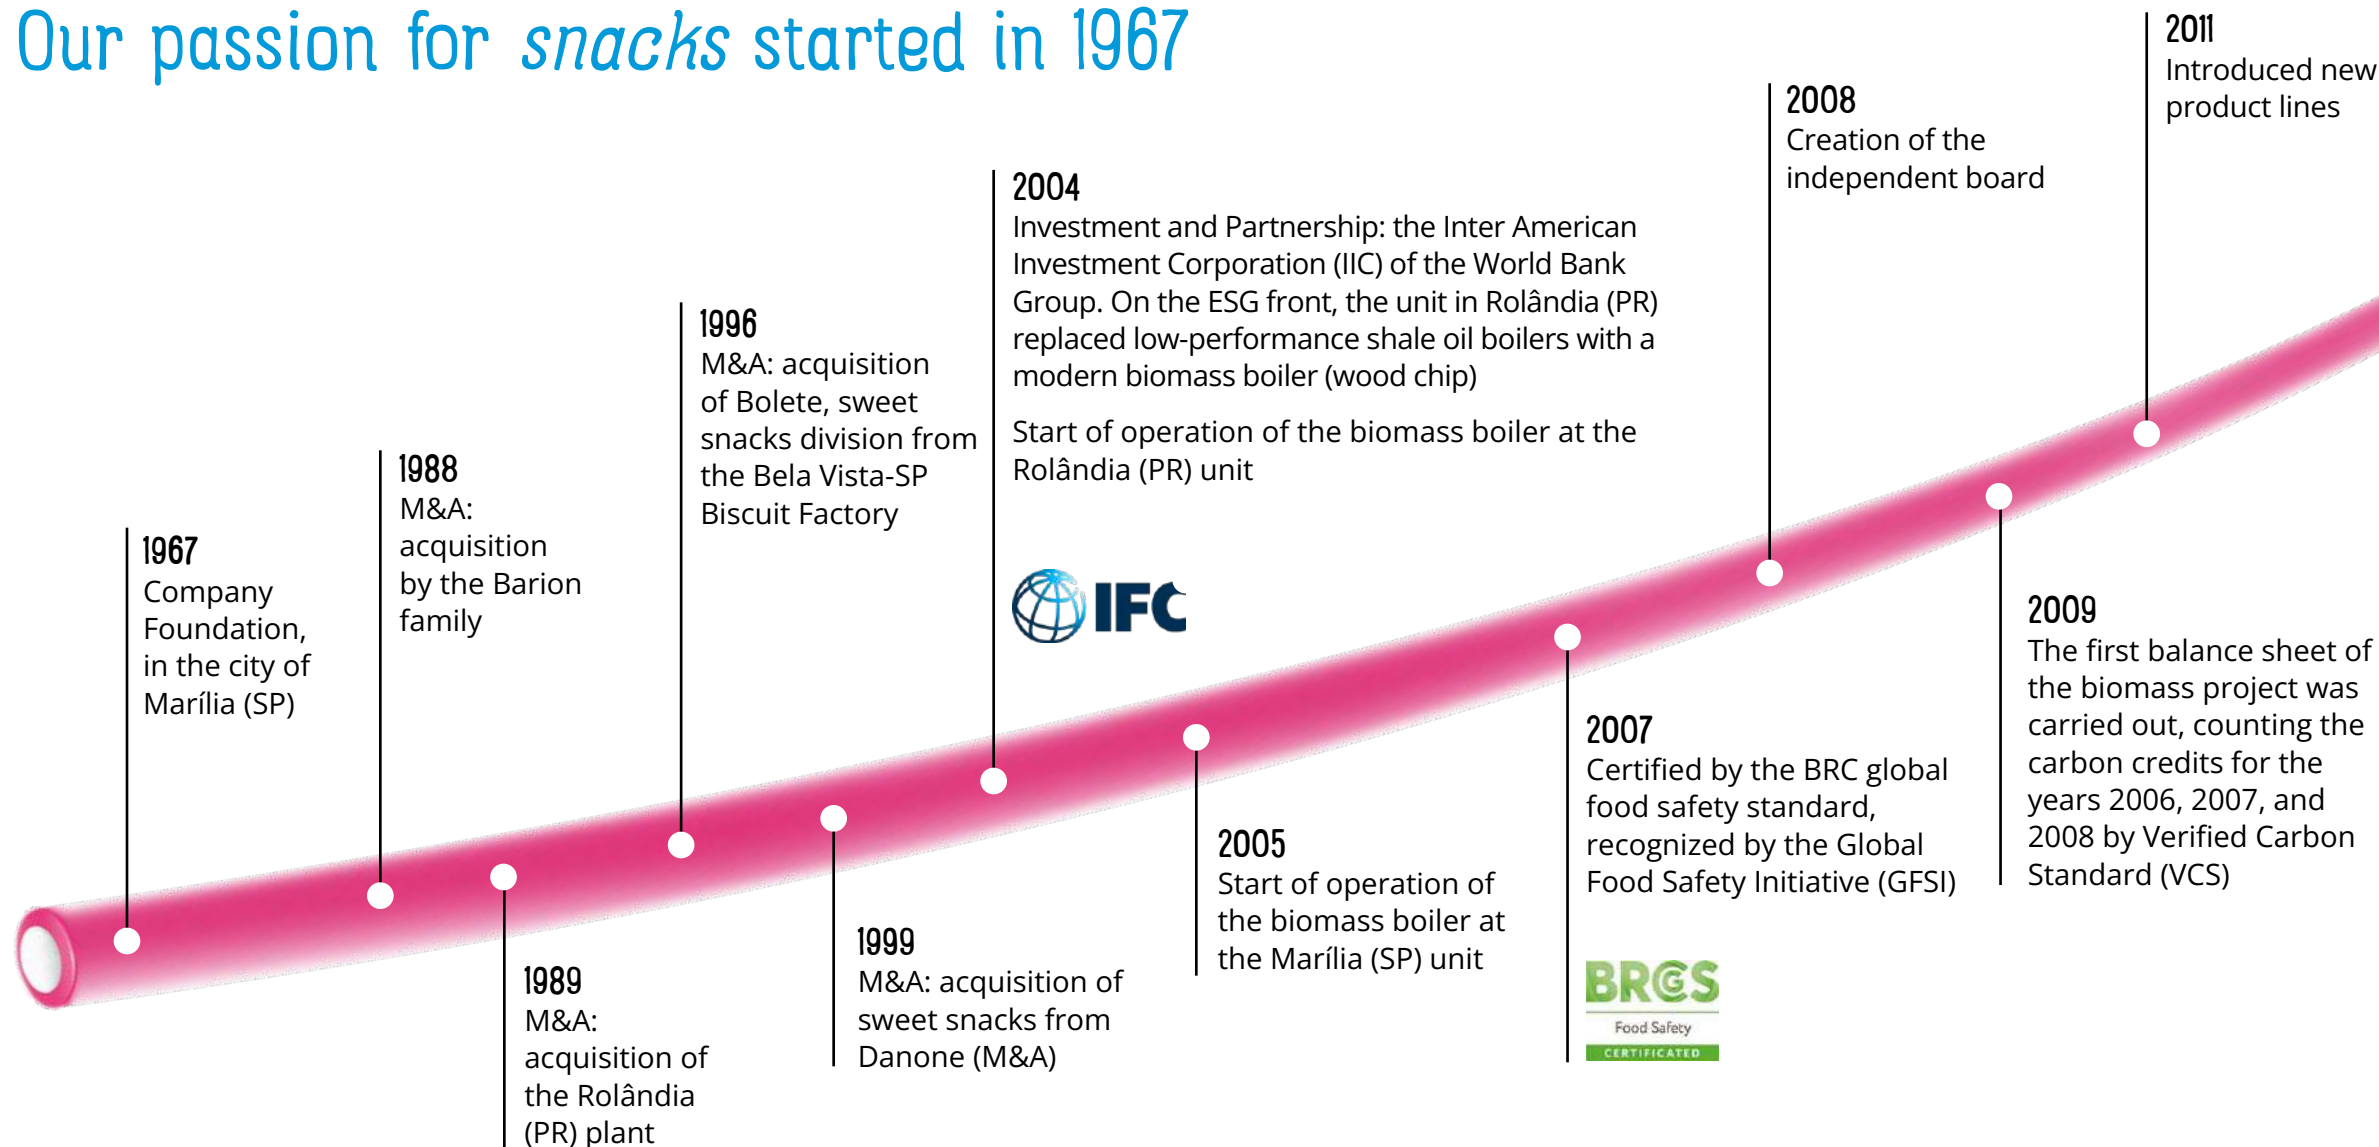 Our passion for snacks started in 1967
1967
Company
Foundation,
in the city of
Marília (SP)
1988
M&A:
acquisition
by the Barion
family
1989
M&A:
acquisition of
the Rolândia
(PR) plant
1996
M&A: acquisition
of Bolete, sweet
snacks division from
the Bela Vista-SP
Biscuit Factory
1999
M&A: acquisition of
sweet snacks from
Danone (M&A)
2004
Investment and Partnership: the Inter American
Investment Corporation (IIC) of the World Bank
Group. On the ESG front, the unit in Rolândia (PR)
replaced low-performance shale oil boilers with a
modern biomass boiler (wood chip)
Start of operation of the biomass boiler at the
Rolândia (PR) unit
IFC
2005
Start of operation of
the biomass boiler at
the Marília (SP) unit
2007
Certified by the BRC global
food safety standard,
recognized by the Global
Food Safety Initiative (GFSI)
BRCGS
Food Safety
CERTIFICATED
2008
Creation of the
independent board
2009
The first balance sheet of
the biomass project was
carried out, counting the
carbon credits for the
years 2006, 2007, and
2008 by Verified Carbon
Standard (VCS)
2011
Introduced new
product lines